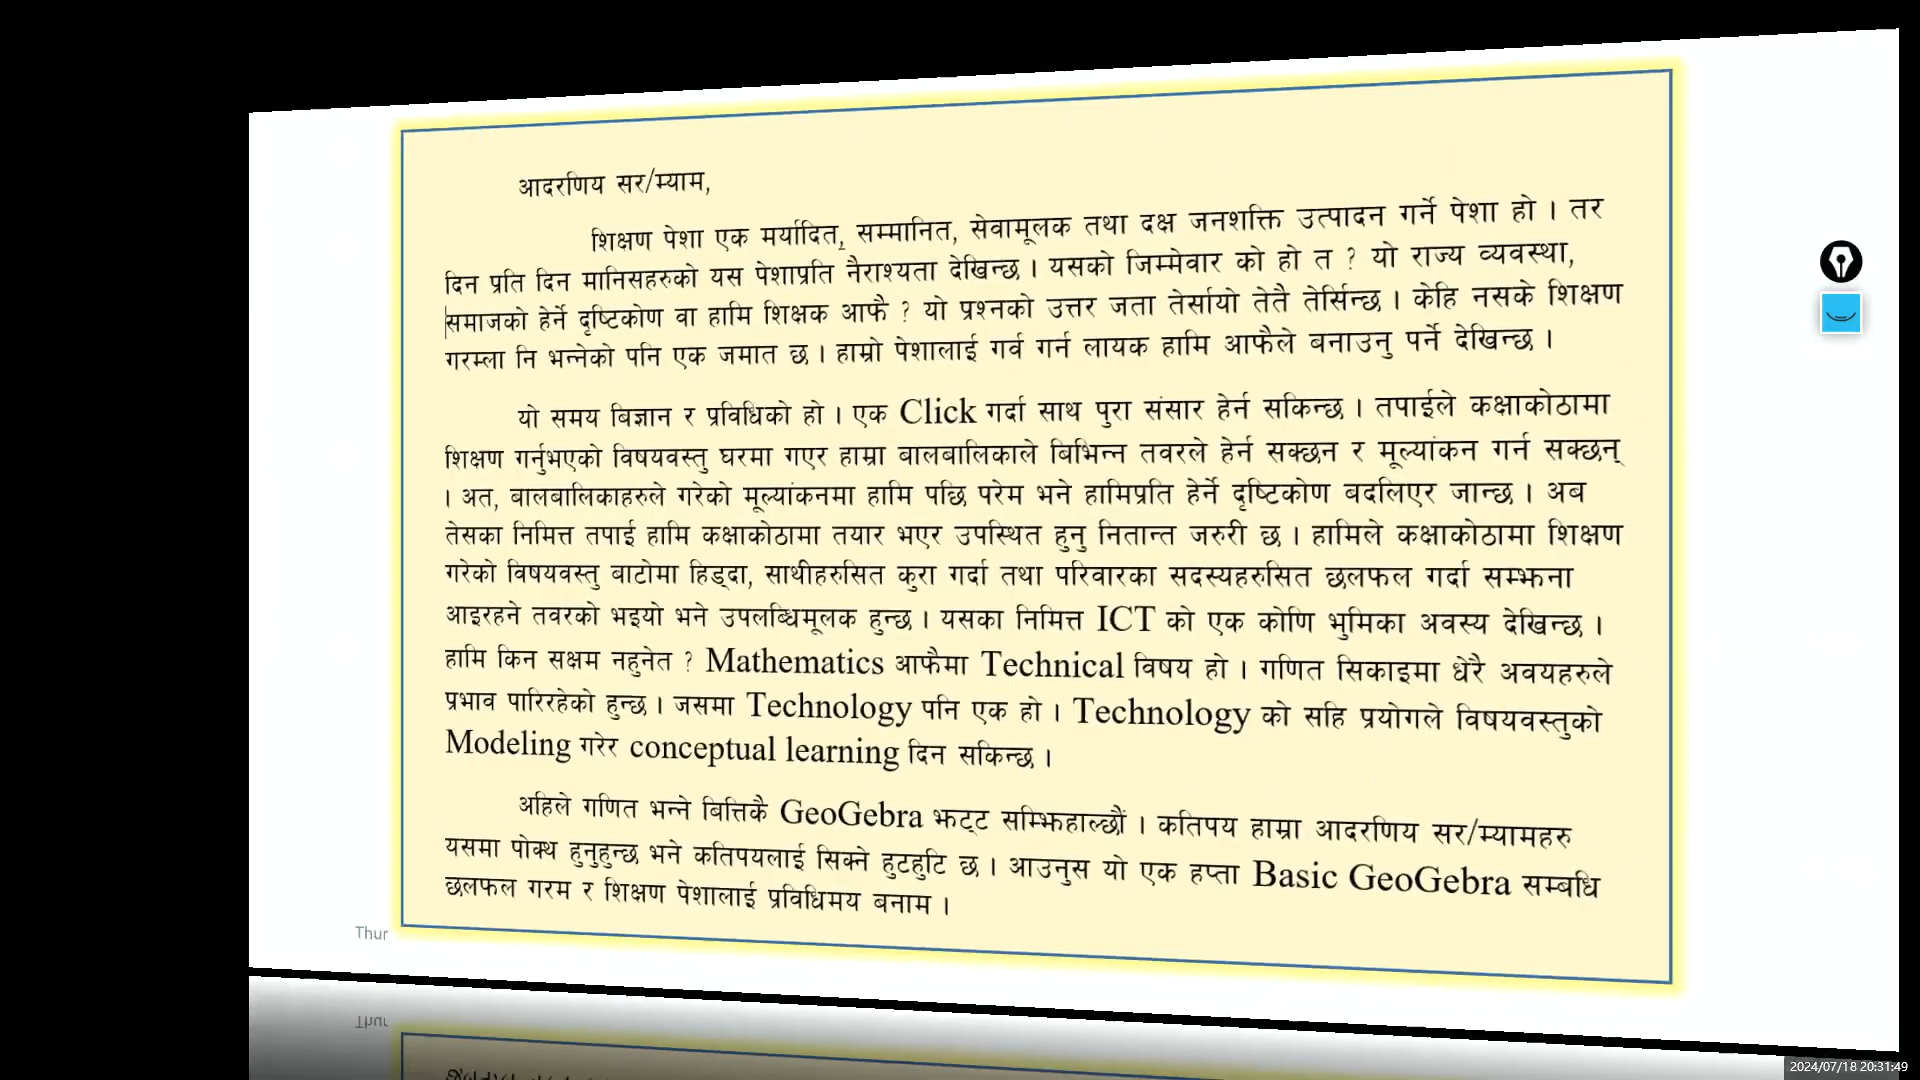 आदरणिय सर/म्याम,
शिक्षण पेशा एक मर्यादित, सम्मानित, सेवामूलक तथा दक्ष जनशक्ति उत्पादन गर्ने पेशा हो । तर
दिन प्रति दिन मानिसहरुको यस पेशाप्रति नैराश्यता देखिन्छ । यसको जिम्मेवार को हो त ? यो राज्य व्यवस्था,
समाजको हेर्ने दृष्टिकोण वा हामि शिक्षक आफै ? यो प्रश्नको उत्तर जता तेर्सायो तेतै तेर्सिन्छ । केहि नसके शिक्षण
गरम्ला नि भन्नेको पनि एक जमात छ । हाम्रो पेशालाई गर्व गर्न लायक हामि आफैले बनाउनु पर्ने देखिन्छ ।
यो समय बिज्ञान र प्रविधिको हो । एक Click गर्दा साथ पुरा संसार हेर्न सकिन्छ । तपाईले कक्षाकोठामा
शिक्षण गर्नुभएको विषयवस्तु घरमा गएर हाम्रा बालबालिकाले बिभिन्न तवरले हेर्न सक्छन र मूल्यांकन गर्न सक्छन्
। अत, बालबालिकाहरुले गरेको मूल्यांकनमा हामि पछि परेम भने हामिप्रति हेर्ने दृष्टिकोण बदलिएर जान्छ । अब
तेसका निमित्त तपाई हामि कक्षाकोठामा तयार भएर उपस्थित हुनु नितान्त जरुरी छ । हामिले कक्षाकोठामा शिक्षण
गरेको विषयवस्तु बाटोमा हिड्दा, साथीहरुसित कुरा गर्दा तथा परिवारका सदस्यहरुसित छलफल गर्दा सम्झना
आइरहने तवरको भइयो भने उपलब्धिमूलक हुन्छ । यसका निमित्त ICT को एक कोणि भुमिका अवस्य देखिन्छ ।
हामि किन सक्षम नहुनेत ? Mathematics आफैमा Technical विषय हो । गणित सिकाइमा धेरै अवयहरुले
प्रभाव पारिरहेको हुन्छ । जसमा Technology पनि एक हो । Technology को सहि प्रयोगले विषयवस्तुको
Modeling गरेर conceptual learning दिन सकिन्छ ।
अहिले गणित भन्ने बित्तिकै GeoGebra झट्ट सम्झिहाल्छौं । कतिपय हाम्रा आदरणिय सर/म्यामहरु
यसमा पोक्थ हुनुहुन्छ भने कतिपयलाई सिक्ने हुटहुटि छ । आउनुस यो एक हप्ता Basic GeoGebra सम्बधि
छलफल गरम र शिक्षण पेशालाई प्रविधिमय बनाम ।
Thur
2024/07/18 20:31:49